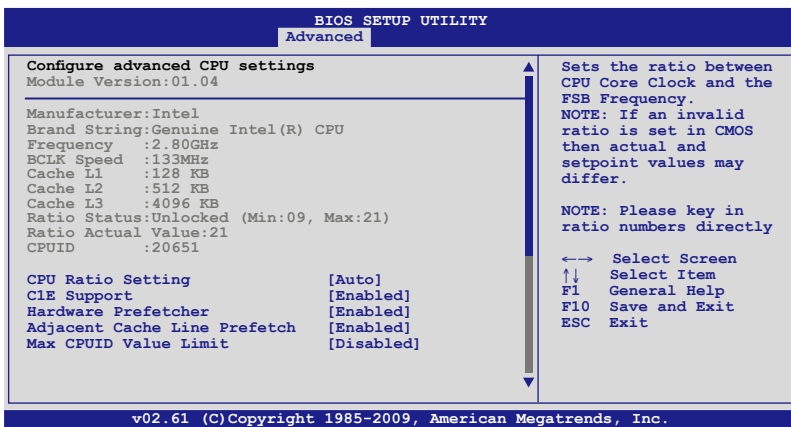 BIOS SETUP UTILITY
Advanced
Configure advanced CPU settings
Module Version:01.04
Manufacturer:Intel
Brand String:Genuine Intel(R) CPU
Frequency :2.80GHz
BCLK Speed :133MHz
Cache L1 :128 KB
Cache L2 :512 KB
Cache L3 :4096 KB
Ratio Status:Unlocked (Min:09, Max:21)
Ratio Actual Value:21
CPUID :20651
CPU Ratio Setting [Auto]
C1E Support [Enabled]
Hardware Prefetcher [Enabled]
Adjacent Cache Line Prefetch [Enabled]
Max CPUID Value Limit [Disabled]
Sets the ratio between
CPU Core Clock and the
FSB Frequency.
NOTE: If an invalid
ratio is set in CMOS
then actual and
setpoint values may
differ.
NOTE: Please key in
ratio numbers directly
←→ Select Screen
↑↓ Select Item
F1 General Help
F10 Save and Exit
ESC Exit
v02.61 (C)Copyright 1985-2009, American Megatrends, Inc.